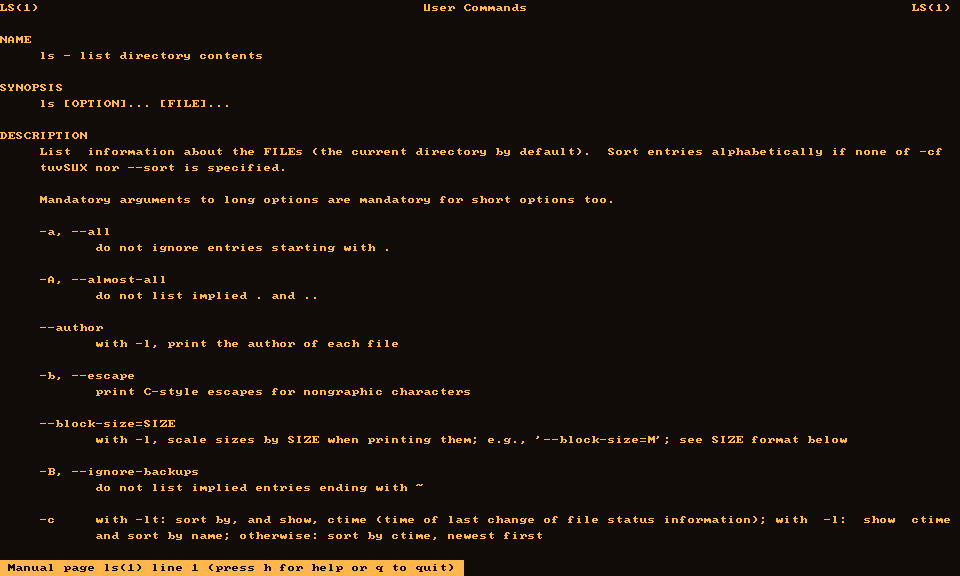 LS(1)                                                User Commands                                                LS(1)

NAME
     ls - list directory contents

SYNOPSIS
     ls [OPTION]... [FILE]...

DESCRIPTION
     List  information about the FILEs (the current directory by default).  Sort entries alphabetically if none of -cf
     tuvSUX nor --sort is specified.

     Mandatory arguments to long options are mandatory for short options too.

     -a, --all
            do not ignore entries starting with .

     -A, --almost-all
            do not list implied . and ..

     --author
            with -l, print the author of each file

     -b, --escape
            print C-style escapes for nongraphic characters

     --block-size=SIZE
            with -l, scale sizes by SIZE when printing them; e.g., '--block-size=M'; see SIZE format below

     -B, --ignore-backups
            do not list implied entries ending with ~

     -c     with -lt: sort by, and show, ctime (time of last change of file status information); with  -l:  show  ctime
            and sort by name; otherwise: sort by ctime, newest first

 Manual page ls(1) line 1 (press h for help or q to quit)